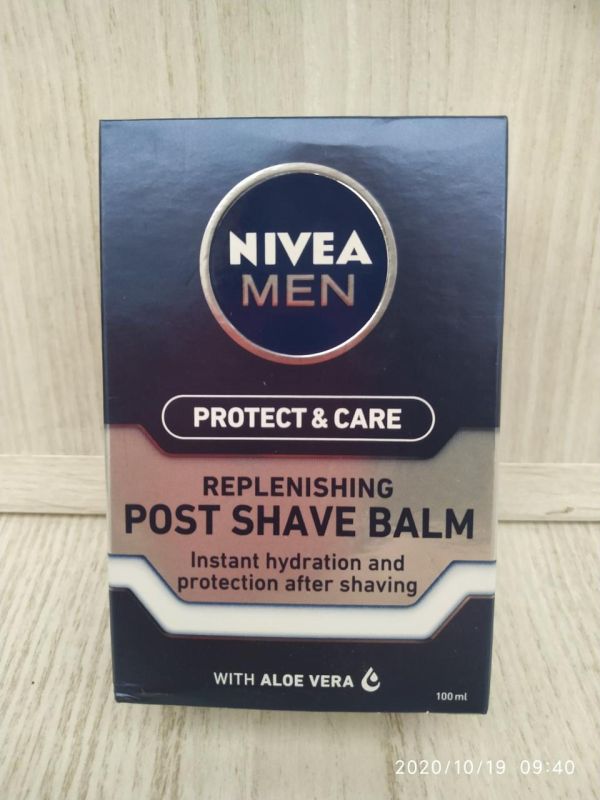 NIVEA
MEN
PROTECT & CARE
REPLENISHING
POST SHAVE BALM
Instant hydration and
protection after shaving
WITH ALOE VERA
100 ml
2020/10/19 09:40